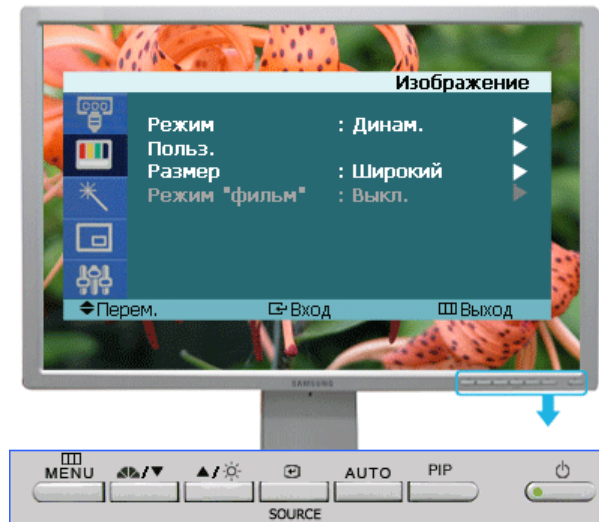 Изображение
Режим : Динам.
Польз.
Размер : Широкий
Режим "фильм" : Выкл.
Перем. Вход Выход
SAMSUNG
MENU AUTO PIP
SOURCE